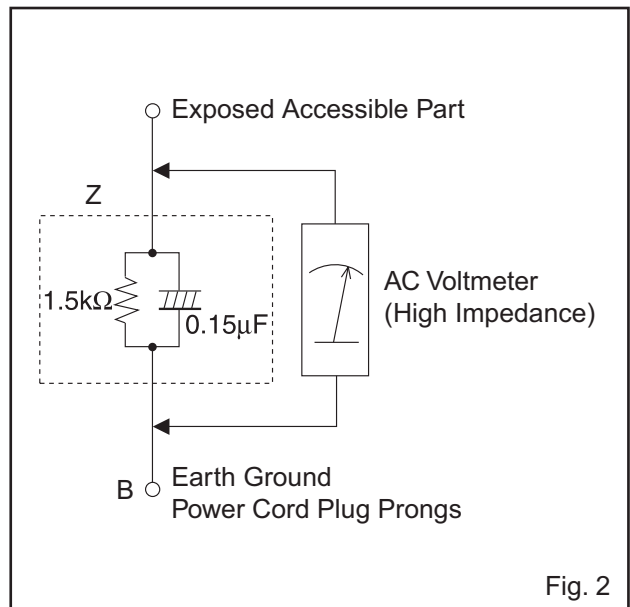 Exposed Accessible Part
Z
1.5kΩ
0.15μF
AC Voltmeter
(High Impedance)
B
Earth Ground
Power Cord Plug Prongs
Fig. 2